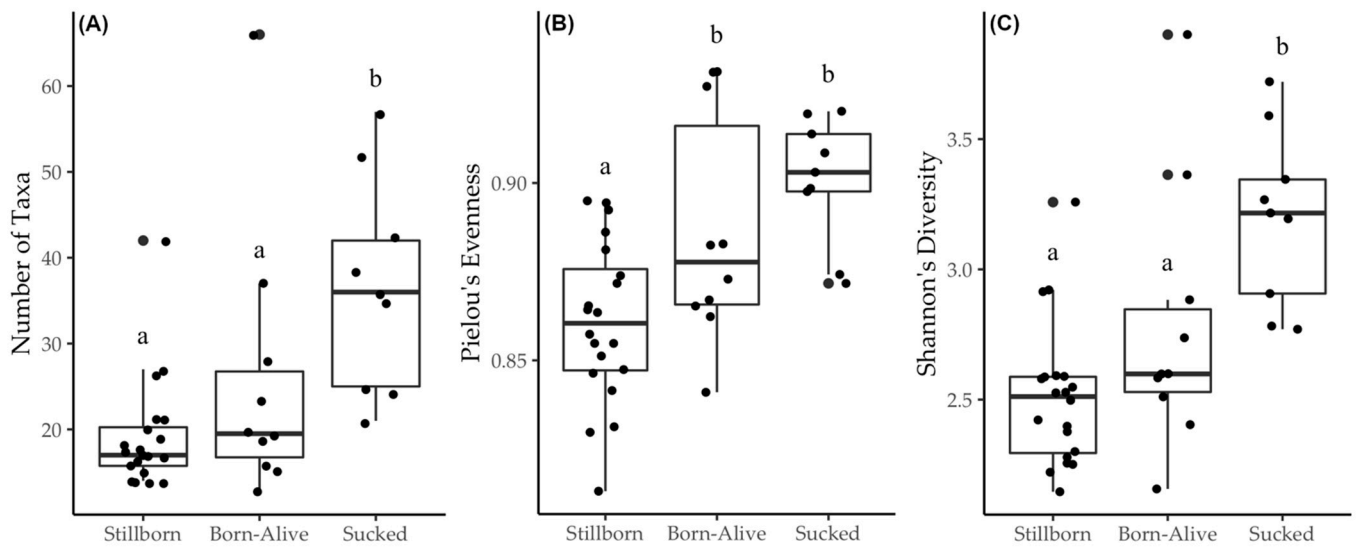 (A)
Number of Taxa
60
50
40
30
20
a
a
b
Stillborn
Born-Alive
Sucked
(B)
Pielou's Evenness
0.90
0.85
a
b
b
Stillborn
Born-Alive
Sucked
(C)
Shannon's Diversity
3.5
3.0
2.5
a
a
b
Stillborn
Born-Alive
Sucked